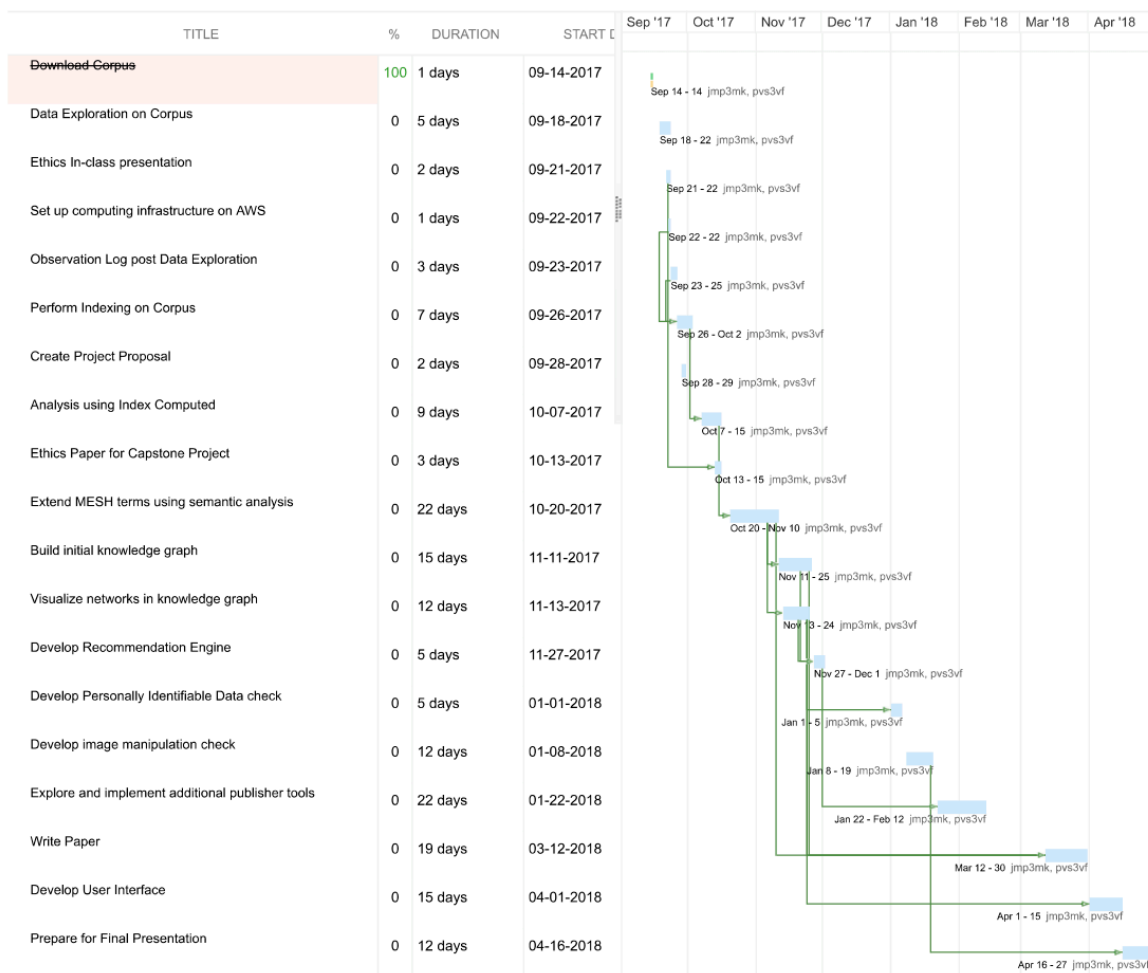 TITLE % DURATION START D Sep '17 Oct '17 Nov '17 Dec '17 Jan '18 Feb '18 Mar '18 Apr '18
Download Corpus 100 1 days 09-14-2017
Sep 14 - 14 jmp3mk, pvs3vf
Data Exploration on Corpus 0 5 days 09-18-2017
Sep 18 - 22 jmp3mk, pvs3vf
Ethics In-class presentation 0 2 days 09-21-2017
Sep 21 - 22 jmp3mk, pvs3vf
Set up computing infrastructure on AWS 0 1 days 09-22-2017
Sep 22 - 22 jmp3mk, pvs3vf
Observation Log post Data Exploration 0 3 days 09-23-2017
Sep 23 - 25 jmp3mk, pvs3vf
Perform Indexing on Corpus 0 7 days 09-26-2017
Sep 26 - Oct 2 jmp3mk, pvs3vf
Create Project Proposal 0 2 days 09-28-2017
Sep 28 - 29 jmp3mk, pvs3vf
Analysis using Index Computed 0 9 days 10-07-2017
Oct 7 - 15 jmp3mk, pvs3vf
Ethics Paper for Capstone Project 0 3 days 10-13-2017
Oct 13 - 15 jmp3mk, pvs3vf
Extend MESH terms using semantic analysis 0 22 days 10-20-2017
Oct 20 - Nov 10 jmp3mk, pvs3vf
Build initial knowledge graph 0 15 days 11-11-2017
Nov 11 - 25 jmp3mk, pvs3vf
Visualize networks in knowledge graph 0 12 days 11-13-2017
Nov 13 - 24 jmp3mk, pvs3vf
Develop Recommendation Engine 0 5 days 11-27-2017
Nov 27 - Dec 1 jmp3mk, pvs3vf
Develop Personally Identifiable Data check 0 5 days 01-01-2018
Jan 1 - 5 jmp3mk, pvs3vf
Develop image manipulation check 0 12 days 01-08-2018
Jan 8 - 19 jmp3mk, pvs3vf
Explore and implement additional publisher tools 0 22 days 01-22-2018
Jan 22 - Feb 12 jmp3mk, pvs3vf
Write Paper 0 19 days 03-12-2018
Mar 12 - 30 jmp3mk, pvs3vf
Develop User Interface 0 15 days 04-01-2018
Apr 1 - 15 jmp3mk, pvs3vf
Prepare for Final Presentation 0 12 days 04-16-2018
Apr 16 - 27 jmp3mk, pvs3vf